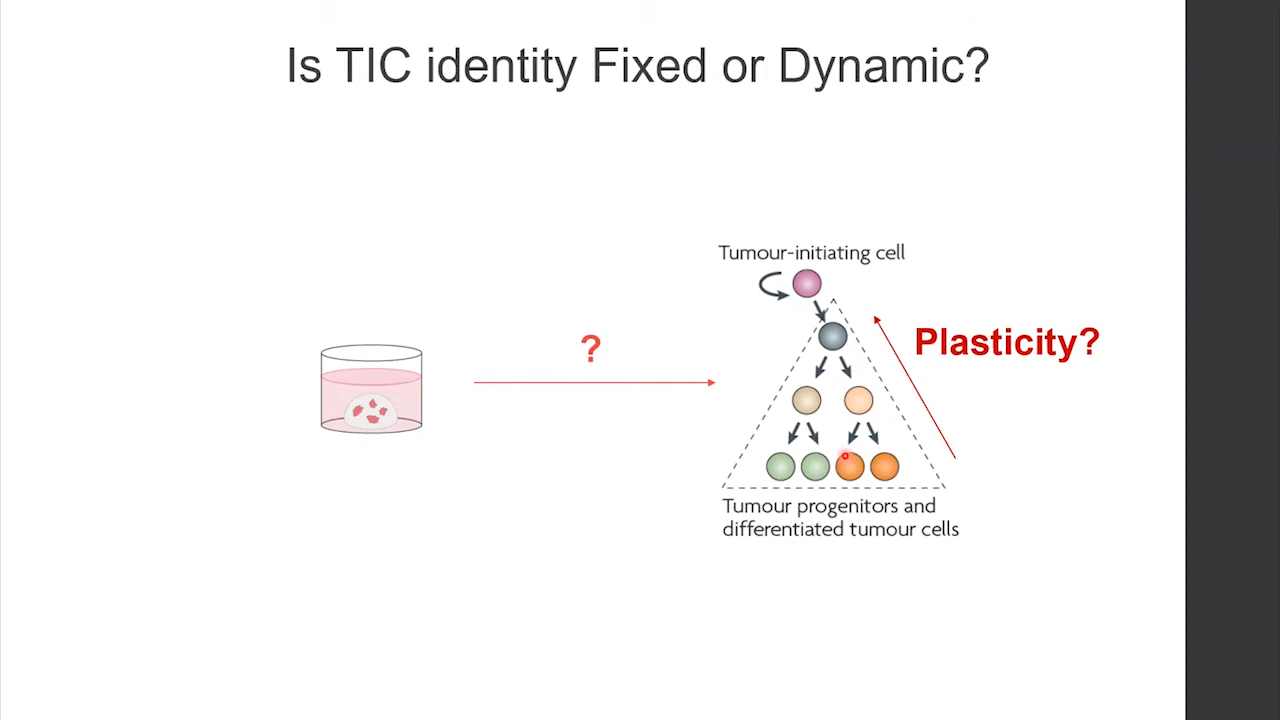 Is TIC identity Fixed or Dynamic?
Tumour-initiating cell
?
Plasticity?
Tumour progenitors and
differentiated tumour cells